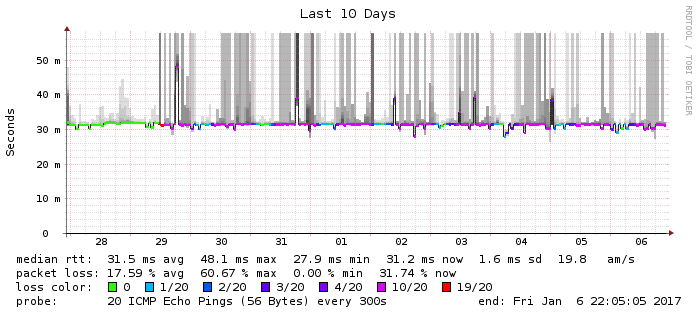 Last 10 Days
RRDTOOL / TOBI OETIKER
Seconds
50 m
40 m
30 m
20 m
10 m
0
28 29 30 31 01 02 03 04 05 06
median rtt: 31.5 ms avg 48.1 ms max 27.9 ms min 31.2 ms now 1.6 ms sd 19.8 am/s
packet loss: 17.59 % avg 60.67 % max 0.00 % min 31.74 % now
loss color: 0 1/20 2/20 3/20 4/20 10/20 19/20
probe: 20 ICMP Echo Pings (56 Bytes) every 300s end: Fri Jan 6 22:05:05 2017